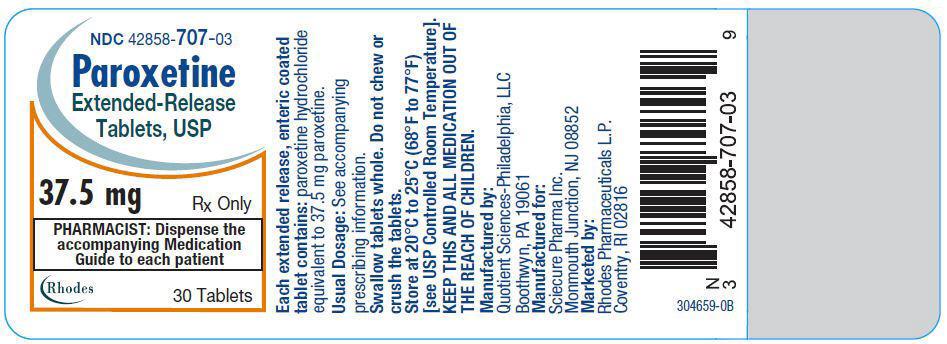 NDC 42858-707-03
Paroxetine
Extended-Release
Tablets, USP
37.5 mg
Rx Only
PHARMACIST: Dispense the
accompanying Medication
Guide to each patient
Rhodes
30 Tablets
Each extended release, enteric coated
tablet contains: paroxetine hydrochloride
equivalent to 37.5 mg paroxetine.
Usual Dosage: See accompanying
prescribing information.
Swallow tablets whole. Do not chew or
crush the tablets.
Store at 20°C to 25°C (68°F to 77°F)
[see USP Controlled Room Temperature].
KEEP THIS AND ALL MEDICATION OUT OF
THE REACH OF CHILDREN.
Manufactured by:
Quotient Sciences-Philadelphia, LLC
Boothwyn, PA 19061
Manufactured for:
Sciecure Pharma Inc.
Monmouth Junction, NJ 08852
Marketed by:
Rhodes Pharmaceuticals L.P.
Coventry, RI 02816
N
3 42858-707-03 9
304659-0B